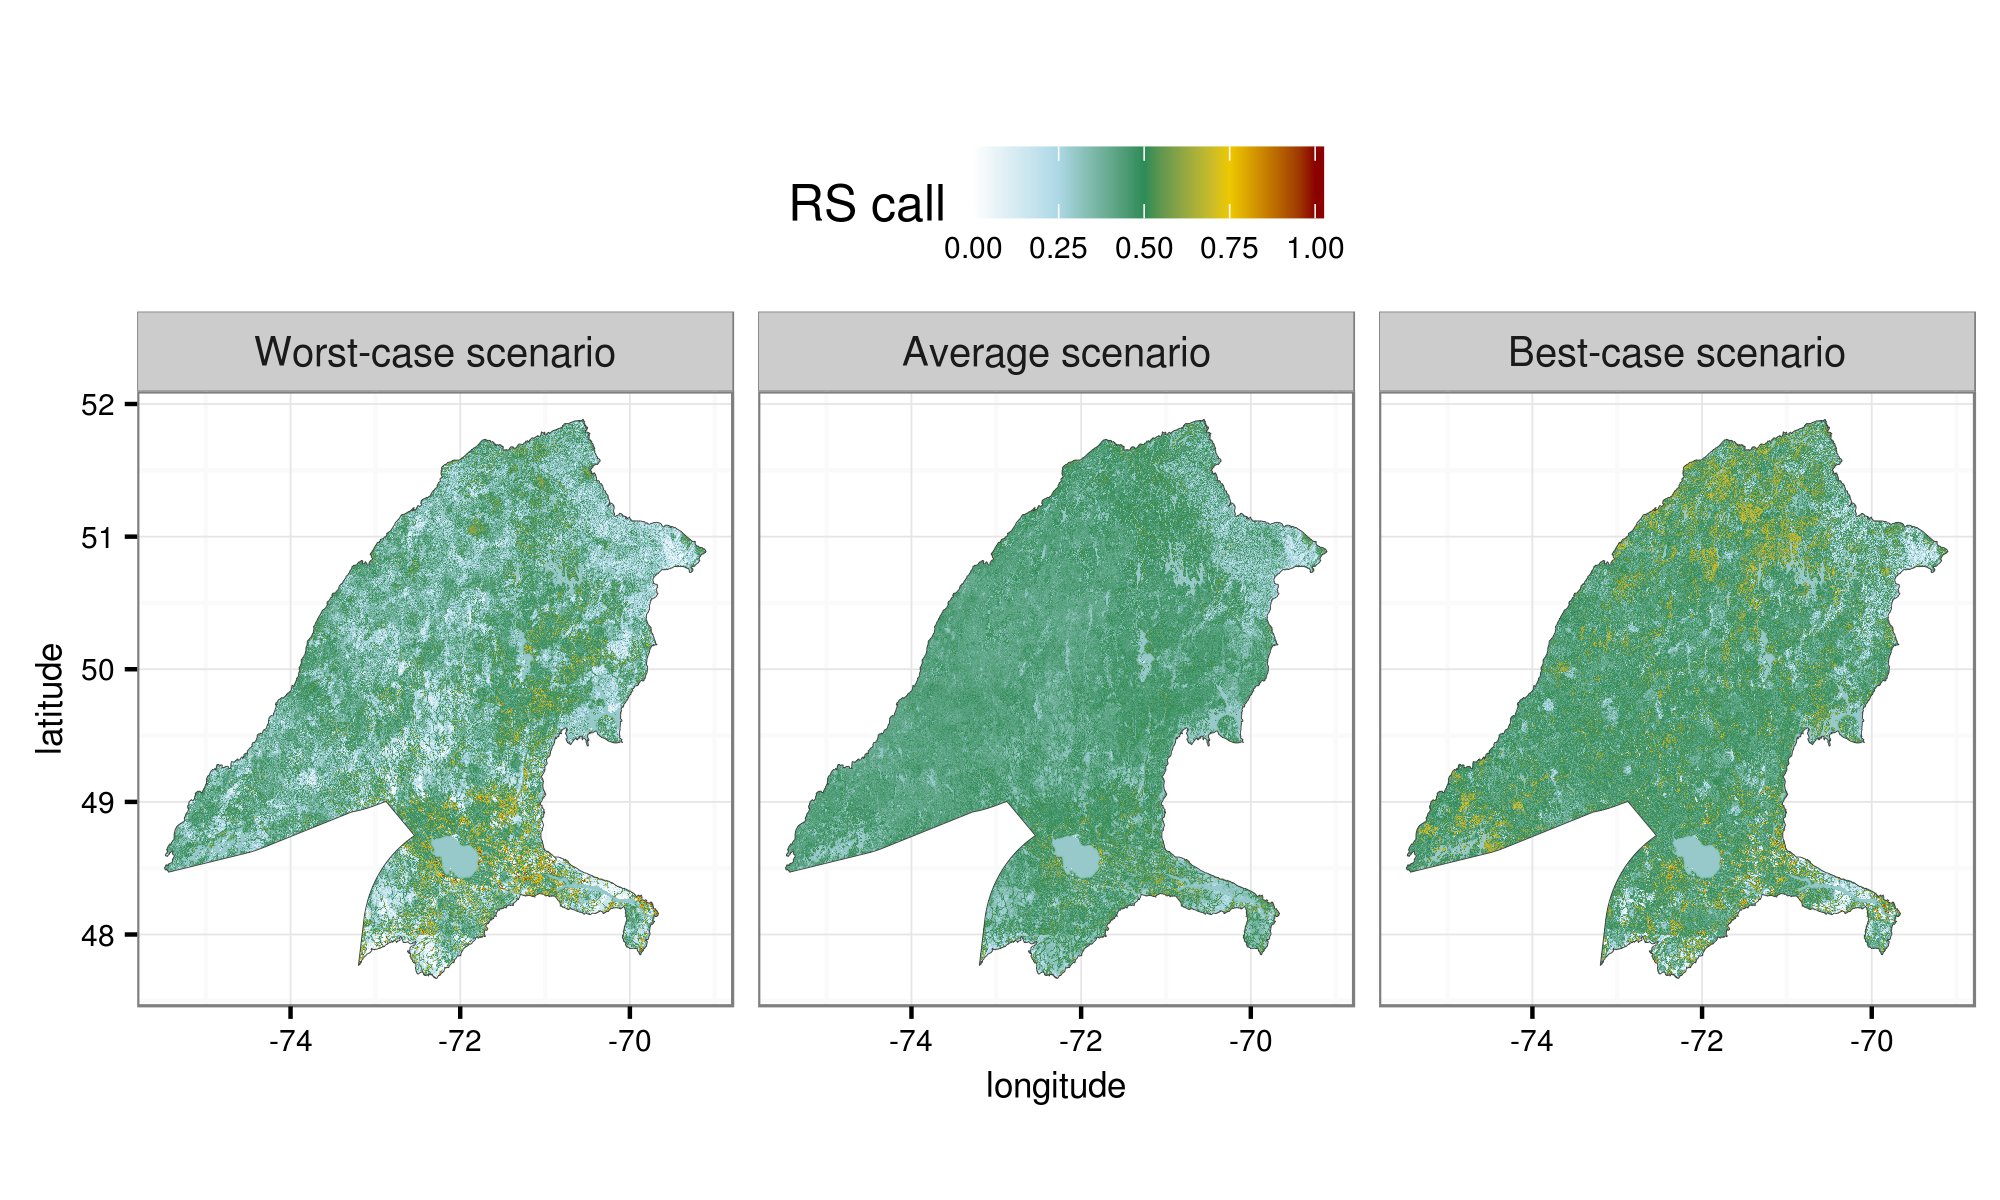 RS call
0.00 0.25 0.50 0.75 1.00
Worst-case scenario Average scenario Best-case scenario
52
51
50
49
48
latitude
-74 -72 -70 -74 -72 -70 -74 -72 -70
longitude